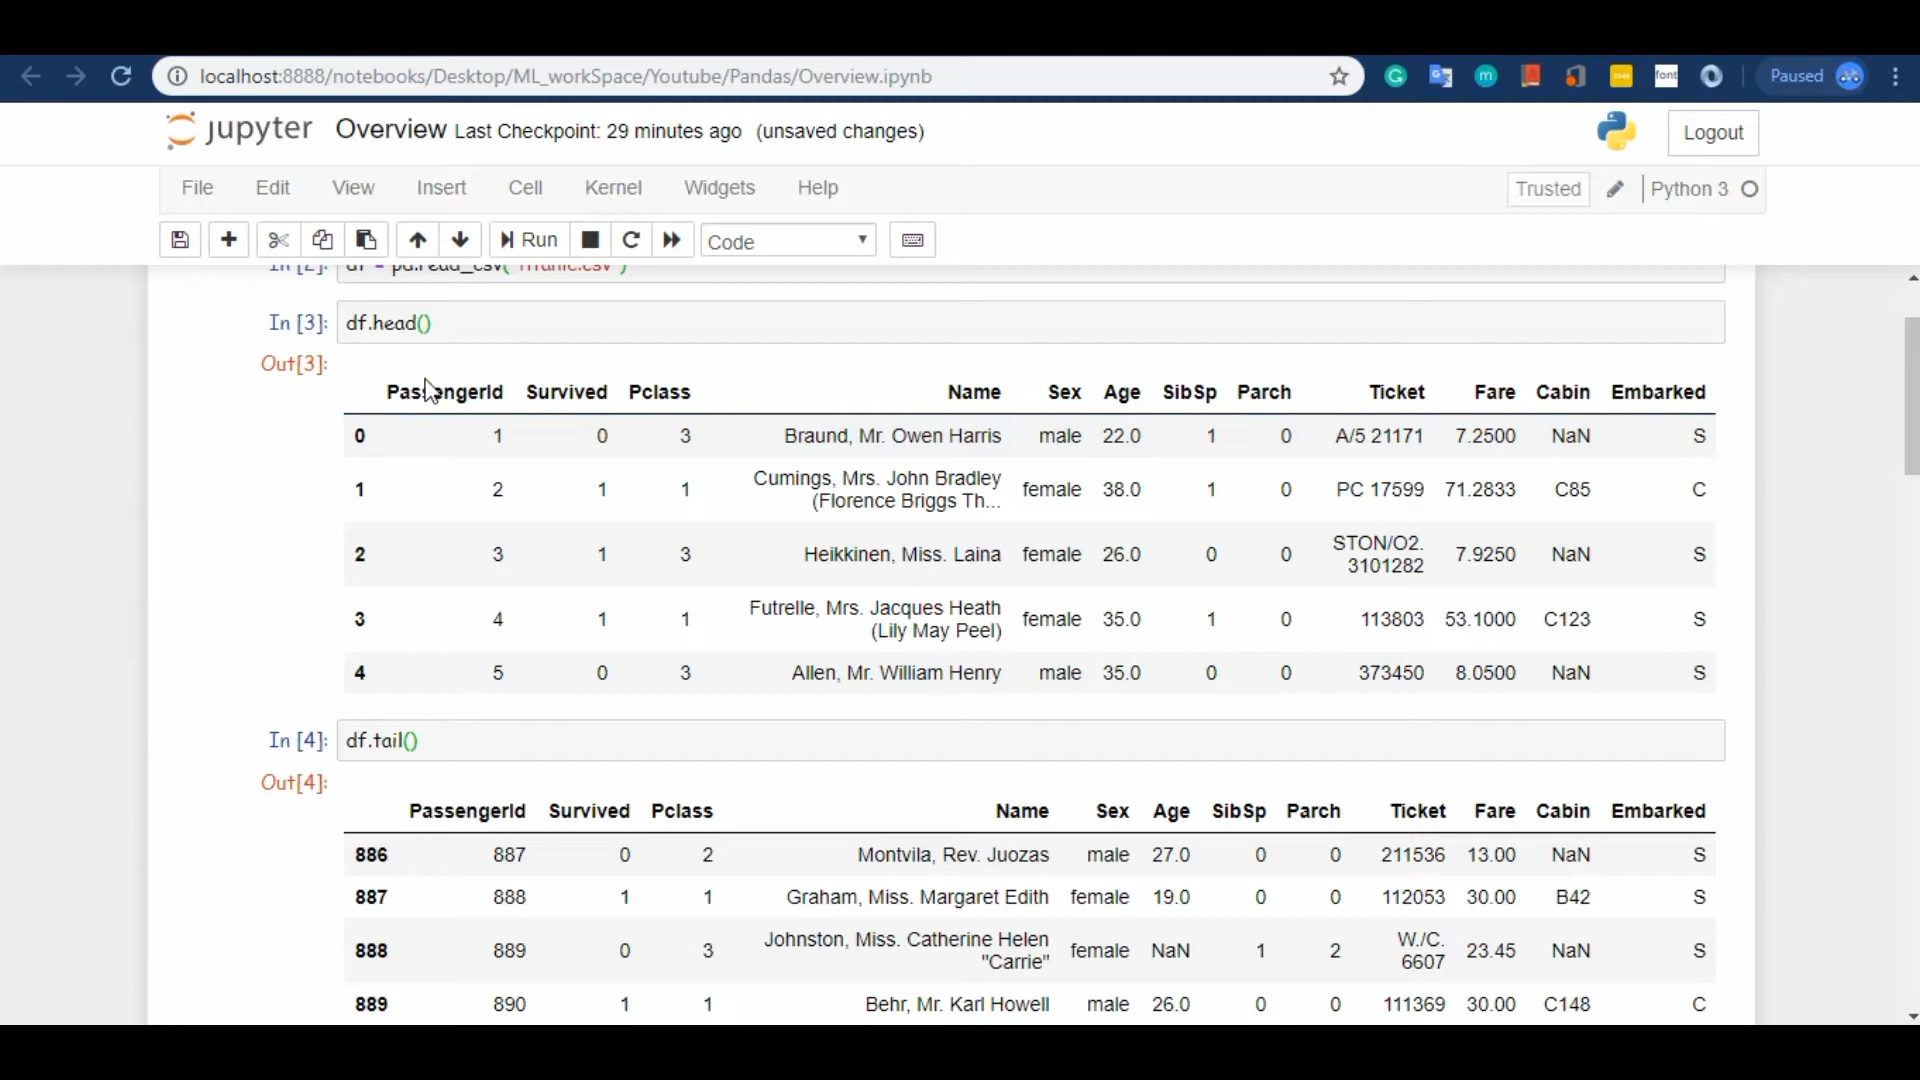 localhost:8888/notebooks/Desktop/ML_workSpace/Youtube/Pandas/Overview.ipynb
font
Paused
jupyter Overview Last Checkpoint: 29 minutes ago (unsaved changes)
Logout
File Edit View Insert Cell Kernel Widgets Help
Trusted
Python 3
Run
Code
In [2]: df = pd.read_csv("Titanic.csv")
In [3]: df.head()
Out[3]:
PassengerId Survived Pclass Name Sex Age SibSp Parch Ticket Fare Cabin Embarked
0 1 0 3 Braund, Mr. Owen Harris male 22.0 1 0 A/5 21171 7.2500 NaN S
Cumings, Mrs. John Bradley
1 2 1 1 (Florence Briggs Th... female 38.0 1 0 PC 17599 71.2833 C85 C
2 3 1 3 Heikkinen, Miss. Laina female 26.0 0 0 STON/O2. 7.9250 NaN S
3101282
Futrelle, Mrs. Jacques Heath
3 4 1 1 (Lily May Peel) female 35.0 1 0 113803 53.1000 C123 S
4 5 0 3 Allen, Mr. William Henry male 35.0 0 0 373450 8.0500 NaN S
In [4]: df.tail()
Out[4]:
PassengerId Survived Pclass Name Sex Age SibSp Parch Ticket Fare Cabin Embarked
886 887 0 2 Montvila, Rev. Juozas male 27.0 0 0 211536 13.00 NaN S
887 888 1 1 Graham, Miss. Margaret Edith female 19.0 0 0 112053 30.00 B42 S
Johnston, Miss. Catherine Helen
888 889 0 3 "Carrie" female NaN 1 2 W./C. 23.45 NaN S
6607
889 890 1 1 Behr, Mr. Karl Howell male 26.0 0 0 111369 30.00 C148 C